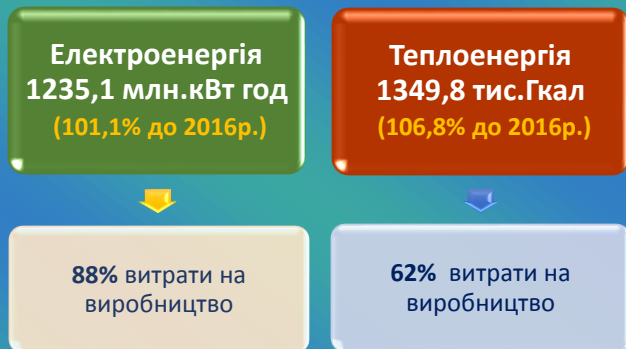 Електроенергія
1235,1 млн.кВт год
(101,1% до 2016р.)
Теплоенергія
1349,8 тис.Гкал
(106,8% до 2016р.)
88% витрати на
виробництво
62% витрати на
виробництво